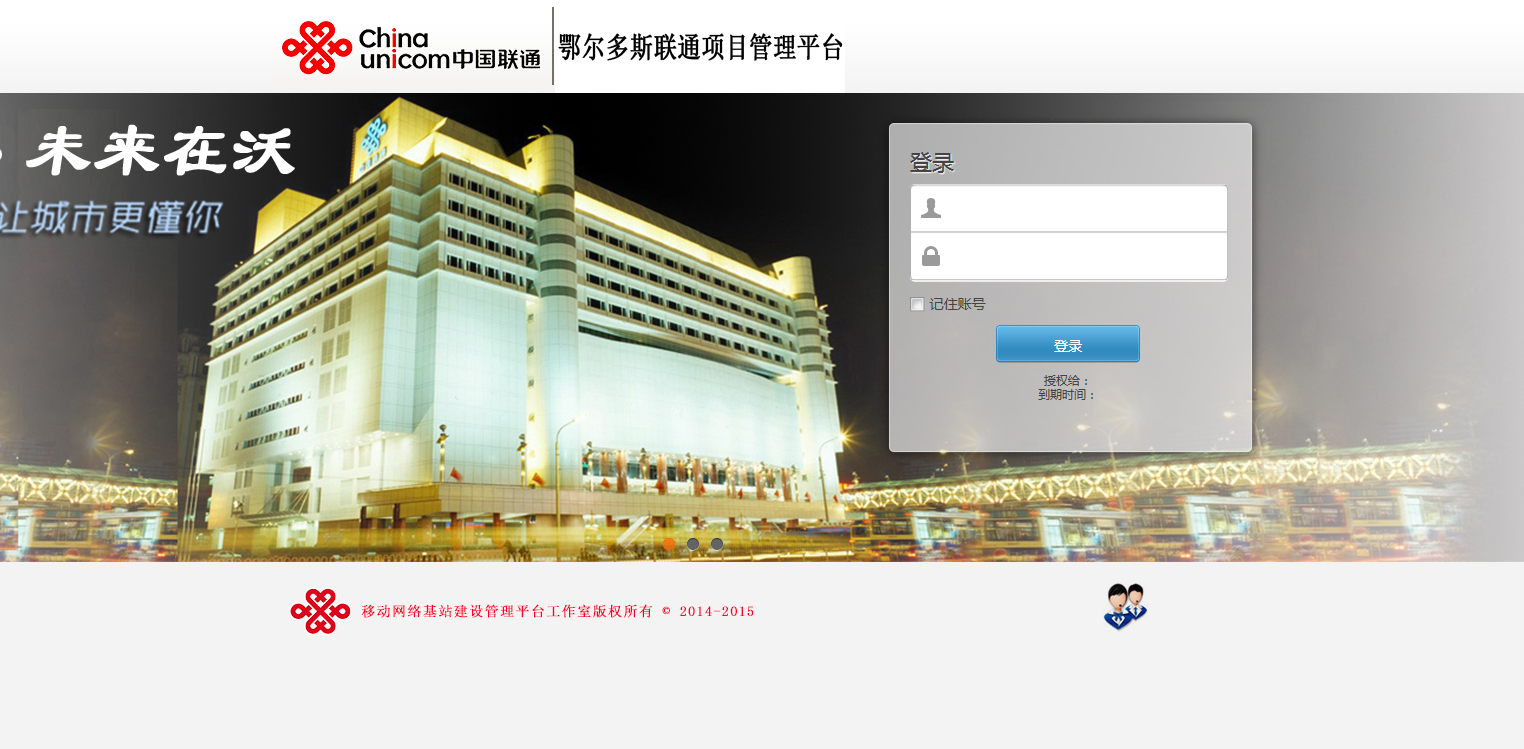 China
unicom中国联通
鄂尔多斯联通项目管理平台
未来在沃
让城市更懂你
登录
记住账号
登录
授权给：
到期时间：
移动网络基站建设管理平台工作室版权所有 © 2014-2015